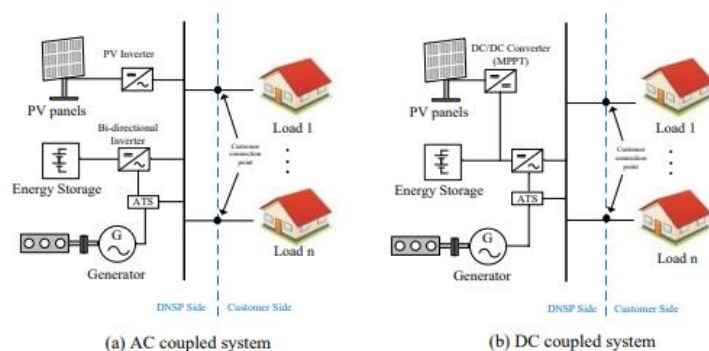 PV Inverter
PV panels
Bi-directional
Inverter
Energy Storage
ATS
G
Generator
Load 1
Customer
connection
point
Load n
DNSP Side
Customer Side
(a) AC coupled system
DC/DC Converter
(MPPT)
PV panels
Energy Storage
ATS
G
Generator
Load 1
Customer
connection
point
Load n
DNSP Side
Customer Side
(b) DC coupled system